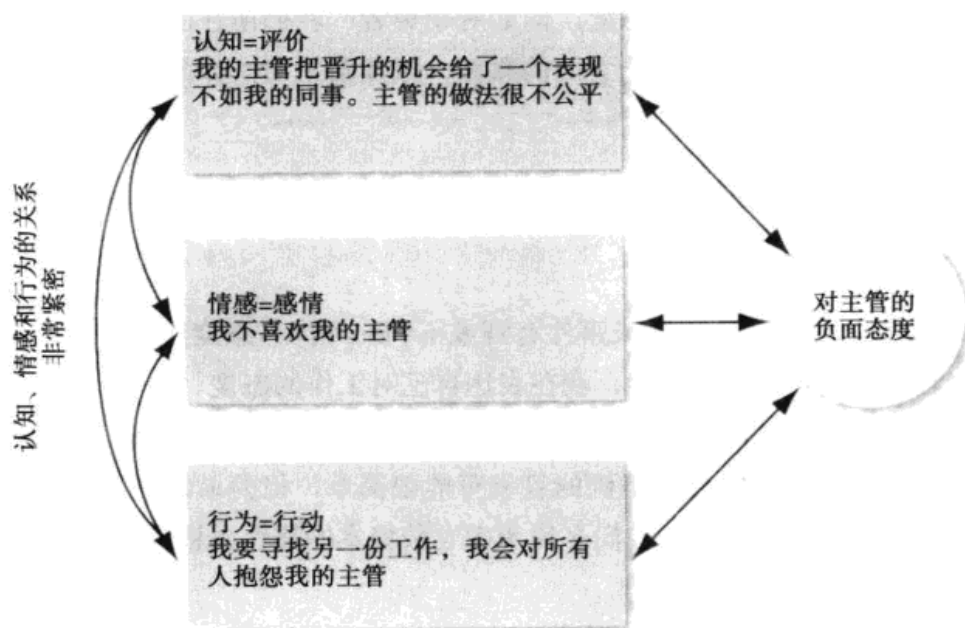 认知=评价
我的主管把晋升的机会给了一个表现
不如我的同事。主管的做法很不公平
认知、情感和行为的关系
非常紧密
情感=感情
我不喜欢我的主管
对主管的
负面态度
行为=行动
我要寻找另一份工作，我会对所有
人抱怨我的主管